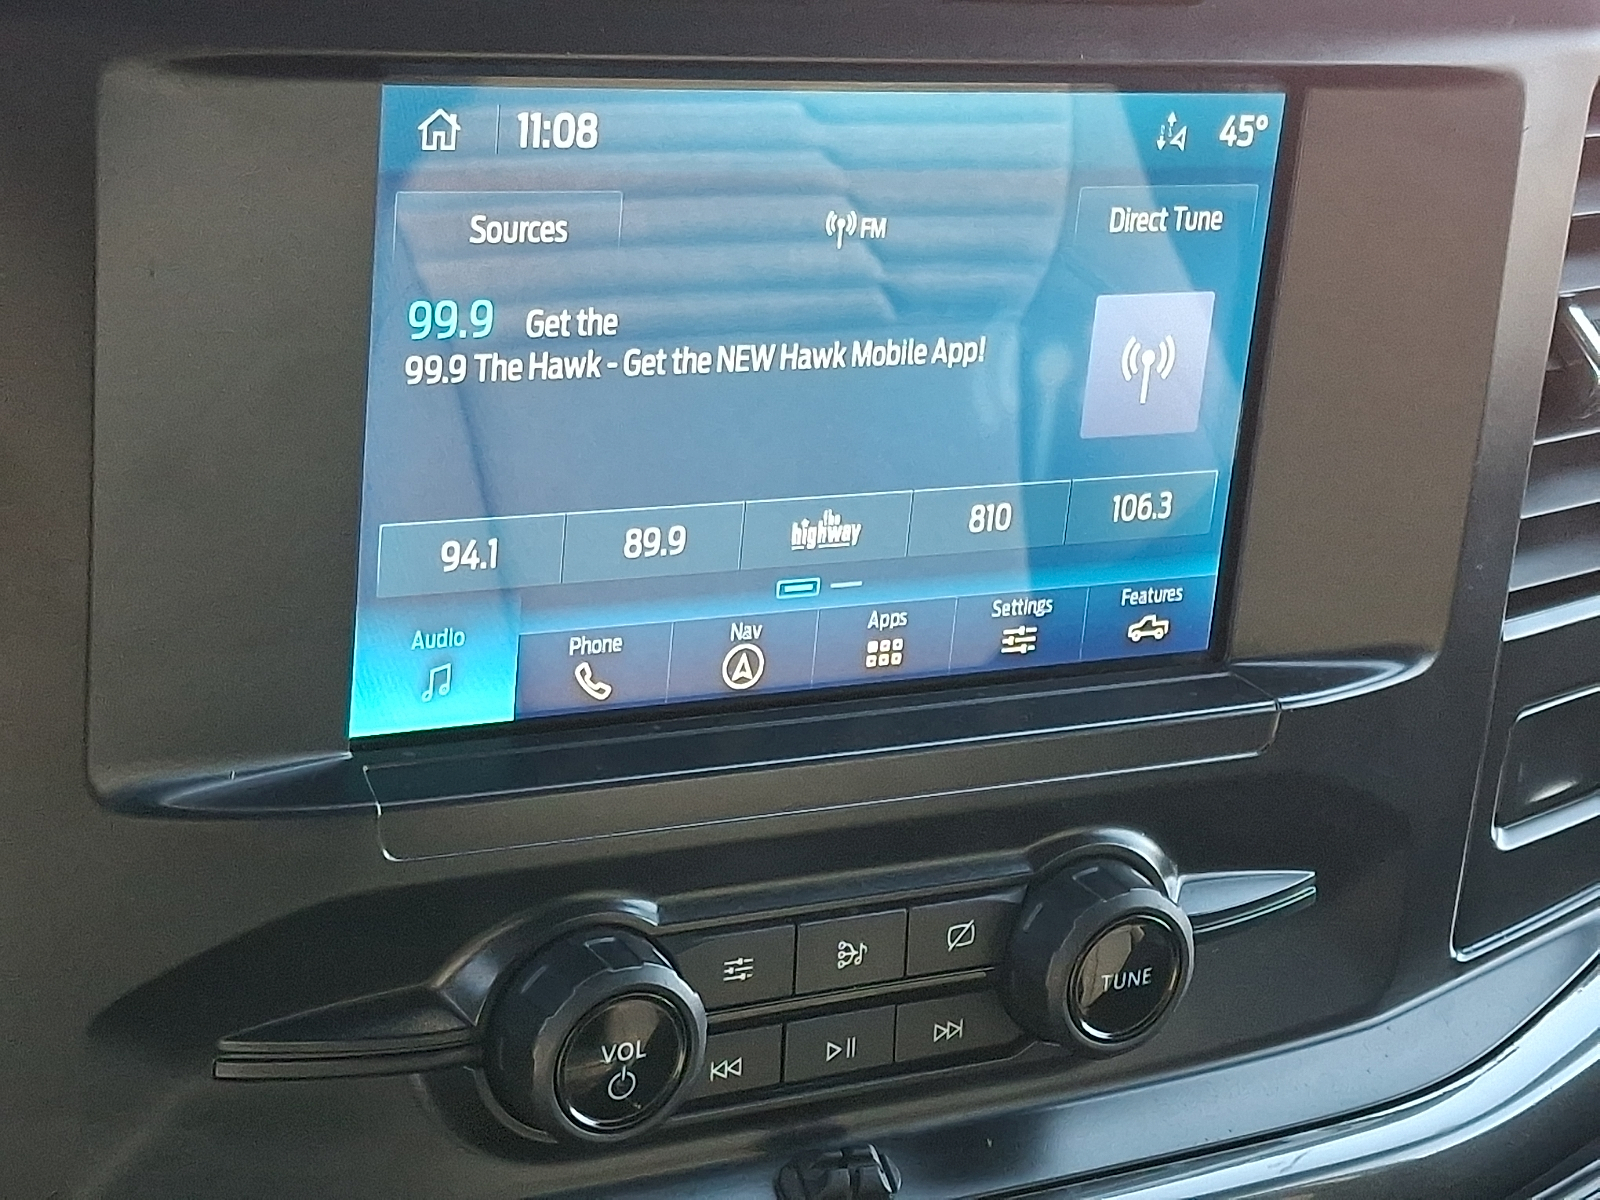 11:08
45°
Sources
FM
Direct Tune
99.9 Get the
99.9 The Hawk - Get the NEW Hawk Mobile App!
94.1
89.9
the
highway
810
106.3
Audio
Phone
Nav
Apps
Settings
Features
VOL
TUNE